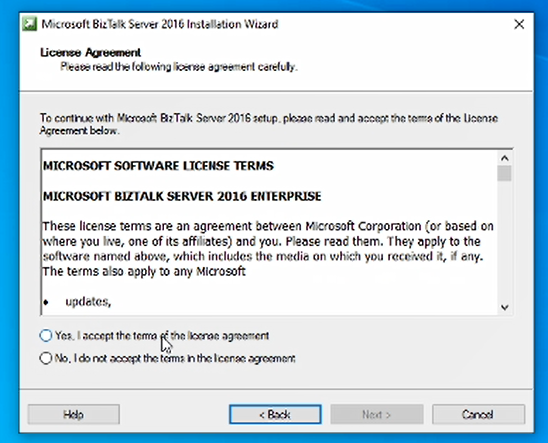 Microsoft BizTalk Server 2016 Installation Wizard
License Agreement
Please read the following license agreement carefully.
To continue with Microsoft BizTalk Server 2016 setup, please read and accept the terms of the License
Agreement below.
MICROSOFT SOFTWARE LICENSE TERMS
MICROSOFT BIZTALK SERVER 2016 ENTERPRISE
These license terms are an agreement between Microsoft Corporation (or based on
where you live, one of its affiliates) and you. Please read them. They apply to the
software named above, which includes the media on which you received it, if any.
The terms also apply to any Microsoft
• updates,
Yes, I accept the terms of the license agreement
No, I do not accept the terms in the license agreement
Help
< Back
Next >
Cancel